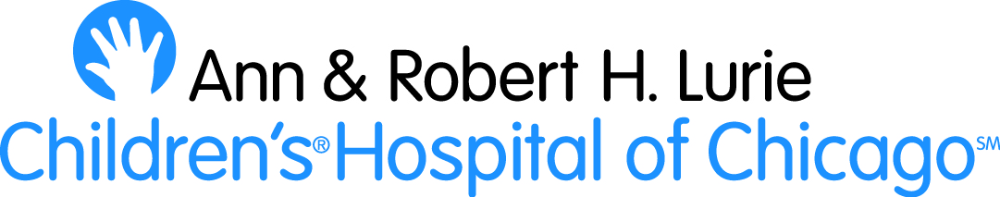 Ann & Robert H. Lurie
Children's® Hospital of Chicago℠